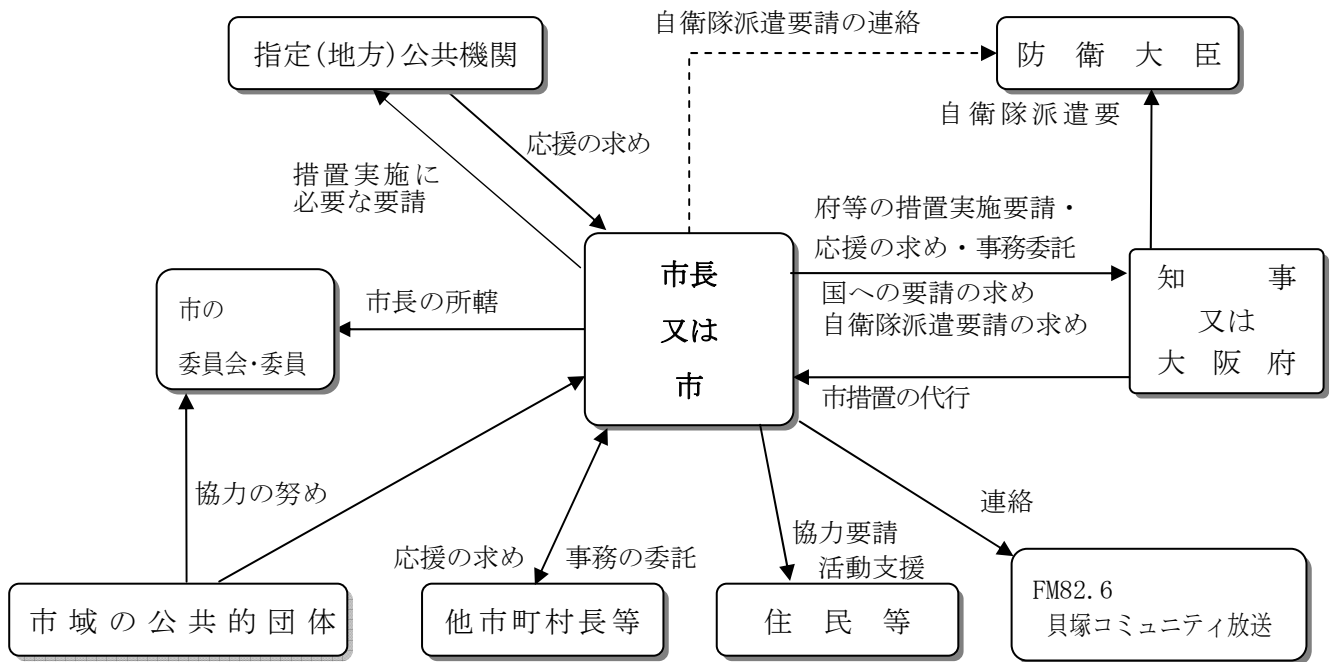 自衛隊派遣要請の連絡
指定(地方)公共機関
防衛大臣
自衛隊派遣要
応援の求め
措置実施に
必要な要請
府等の措置実施要請・
応援の求め・事務委託
国への要請の求め
自衛隊派遣要請の求め
市長
又は
市
知事
又は
大阪府
市の
委員会・委員
市長の所轄
市措置の代行
協力の努め
連絡
応援の求め
事務の委託
協力要請
活動支援
市域の公共的団体
他市町村長等
住民等
FM82.6
貝塚コミュニティ放送